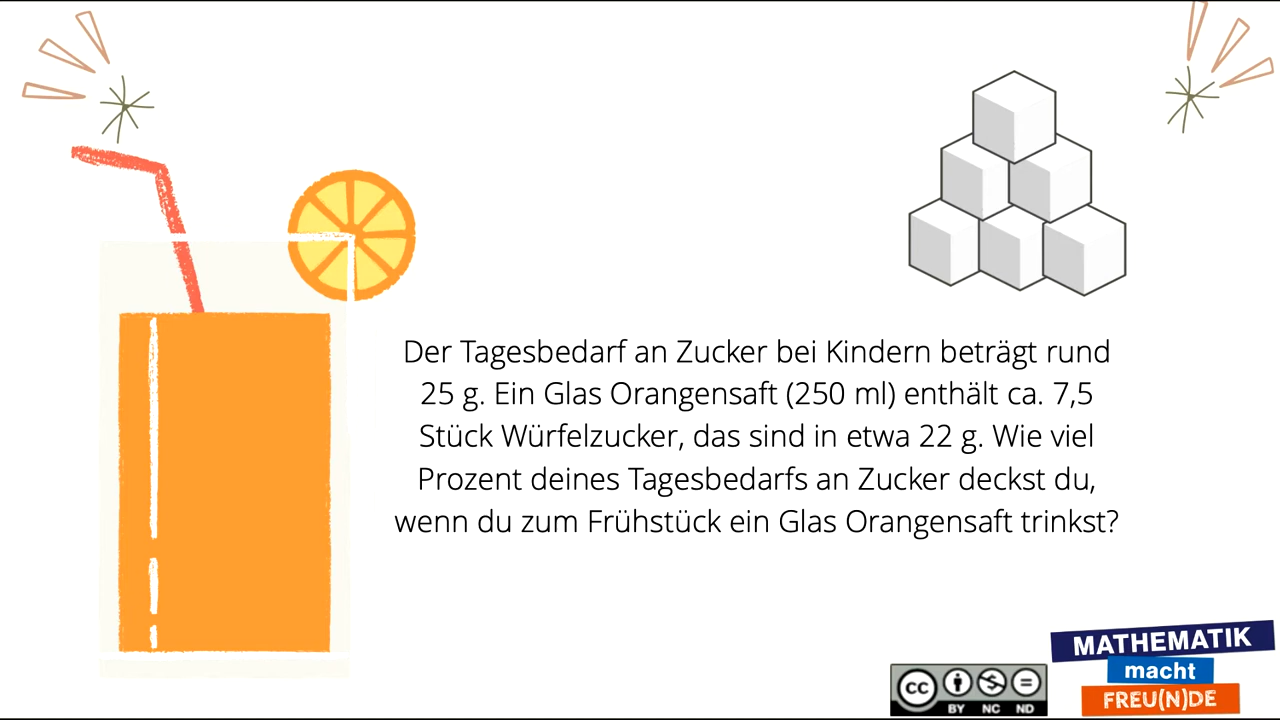 Der Tagesbedarf an Zucker bei Kindern beträgt rund
25 g. Ein Glas Orangensaft (250 ml) enthält ca. 7,5
Stück Würfelzucker, das sind in etwa 22 g. Wie viel
Prozent deines Tagesbedarfs an Zucker deckst du,
wenn du zum Frühstück ein Glas Orangensaft trinkst?
cc
BY NC ND
MATHEMATIK
macht
FREU(N)DE